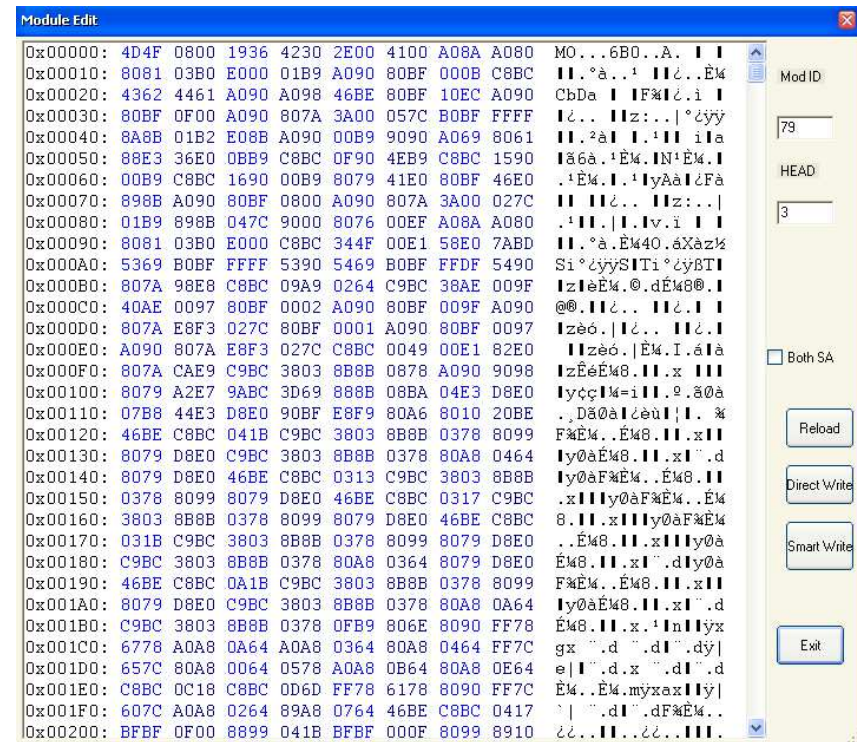 Module Edit
0x00000: 4D4F 0800 1936 4230 2E00 4100 A08A A080
0x00010: 8081 03B0 E000 01B9 A090 80BF 000B C8BC
0x00020: 4362 4461 A090 A098 46BE 80BF 10EC A090
0x00030: 80BF 0F00 A090 807A 3A00 057C B0BF FFFF
0x00040: 8A8B 01B2 E08B A090 00B9 9090 A069 8061
0x00050: 88E3 36E0 0BB9 C8BC 0F90 4EB9 C8BC 1590
0x00060: 00B9 C8BC 1690 00B9 8079 41E0 80BF 46E0
0x00070: 898B A090 80BF 0800 A090 807A 3A00 027C
0x00080: 01B9 898B 047C 9000 8076 00EF A08A A080
0x00090: 8081 03B0 E000 C8BC 344F 00E1 58E0 7ABD
0x000A0: 5369 B0BF FFFF 5390 5469 B0BF FFDF 5490
0x000B0: 807A 98E8 C8BC 09A9 0264 C9BC 38AE 009F
0x000C0: 40AE 0097 80BF 0002 A090 80BF 009F A090
0x000D0: 807A E8F3 027C 80BF 0001 A090 80BF 0097
0x000E0: A090 807A E8F3 027C C8BC 0049 00E1 82E0
0x000F0: 807A CAE9 C9BC 3803 8B8B 0878 A090 9098
0x00100: 8079 A2E7 9ABC 3D69 888B 08BA 04E3 D8E0
0x00110: 07B8 44E3 D8E0 90BF E8F9 80A6 8010 20BE
0x00120: 46BE C8BC 041B C9BC 3803 8B8B 0378 8099
0x00130: 8079 D8E0 C9BC 3803 8B8B 0378 80A8 0464
0x00140: 8079 D8E0 46BE C8BC 0313 C9BC 3803 8B8B
0x00150: 0378 8099 8079 D8E0 46BE C8BC 0317 C9BC
0x00160: 3803 8B8B 0378 8099 8079 D8E0 46BE C8BC
0x00170: 031B C9BC 3803 8B8B 0378 8099 8079 D8E0
0x00180: C9BC 3803 8B8B 0378 80A8 0364 8079 D8E0
0x00190: 46BE C8BC 0A1B C9BC 3803 8B8B 0378 8099
0x001A0: 8079 D8E0 C9BC 3803 8B8B 0378 80A8 0A64
0x001B0: C9BC 3803 8B8B 0378 0FB9 806E 8090 FF78
0x001C0: 6778 A0A8 0A64 A0A8 0364 80A8 0464 FF7C
0x001D0: 657C 80A8 0064 0578 A0A8 0B64 80A8 0E64
0x001E0: C8BC 0C18 C8BC 0D6D FF78 6178 8090 FF7C
0x001F0: 607C A0A8 0264 89A8 0764 46BE C8BC 0417
0x00200: BFBF 0F00 8899 041B BFBF 000F 8099 8910
Mod ID
79
HEAD
3
Both SA
Reload
Direct Write
Smart Write
Exit